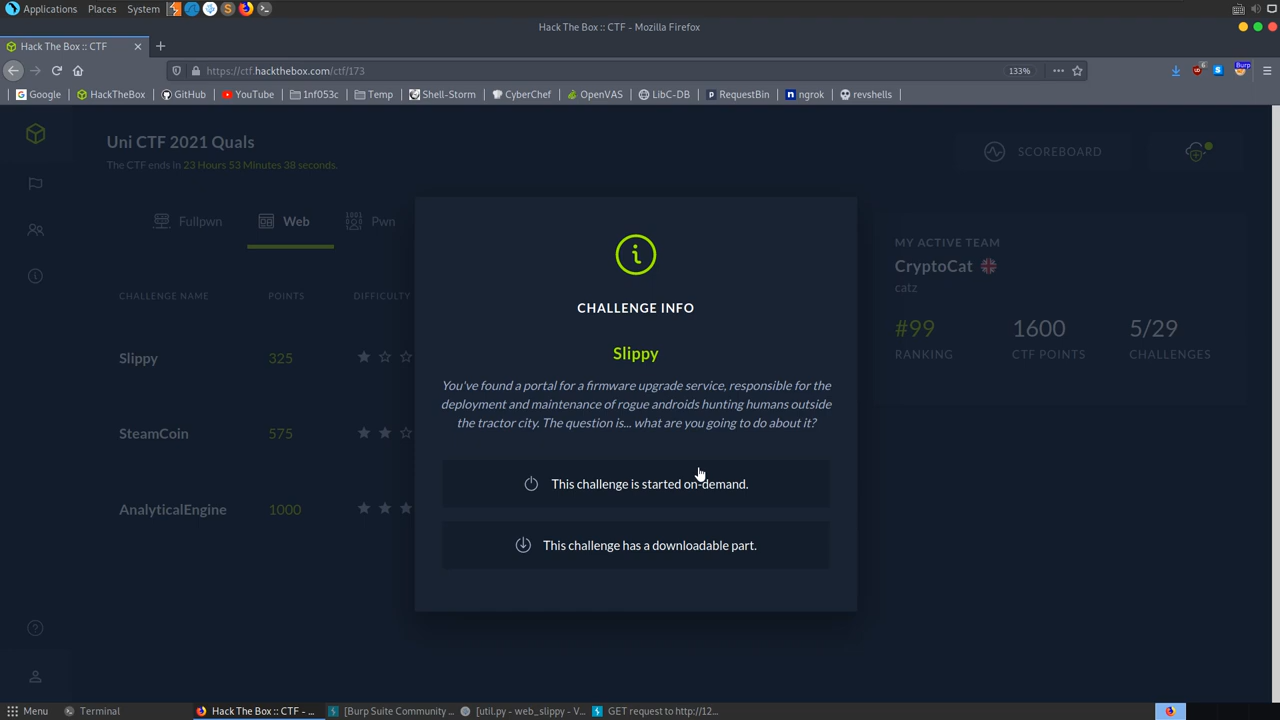 Applications Places System
Hack The Box :: CTF - Mozilla Firefox
Hack The Box :: CTF
https://ctf.hackthebox.com/ctf/173
133%
Burp
Google HackTheBox GitHub YouTube 1nf053c Temp Shell-Storm CyberChef OpenVAS LibC-DB RequestBin ngrok revshells
Uni CTF 2021 Quals
The CTF ends in 23 Hours 53 Minutes 38 seconds.
SCOREBOARD
Fullpwn Web Pwn
CHALLENGE NAME POINTS DIFFICULTY
Slippy 325
SteamCoin 575
AnalyticalEngine 1000
CHALLENGE INFO
Slippy
You've found a portal for a firmware upgrade service, responsible for the
deployment and maintenance of rogue androids hunting humans outside
the tractor city. The question is... what are you going to do about it?
This challenge is started on-demand.
This challenge has a downloadable part.
MY ACTIVE TEAM
CryptoCat
catz
#99 1600 5/29
RANKING CTF POINTS CHALLENGES
Menu Terminal Hack The Box :: CTF - ... [Burp Suite Community ... [util.py - web_slippy - V... GET request to http://12...